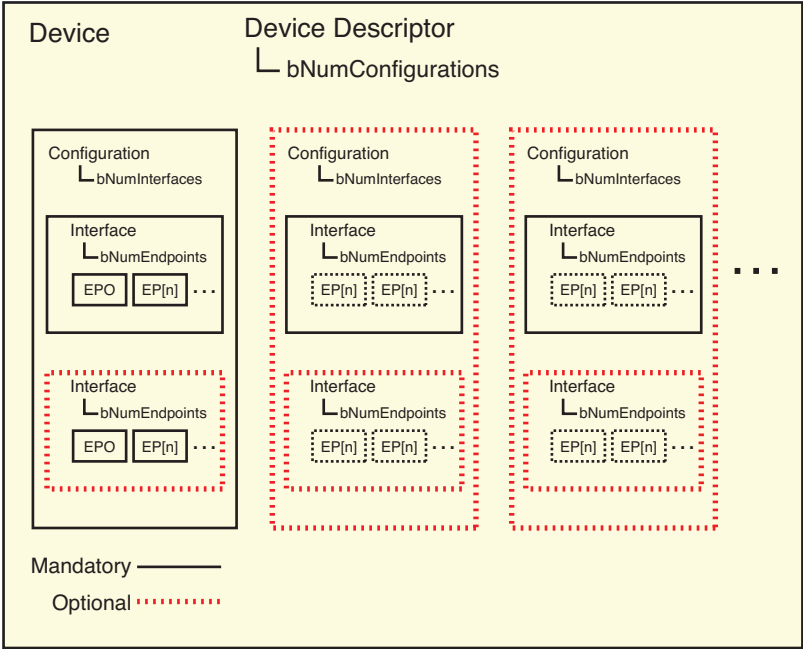 Device
Device Descriptor
bNumConfigurations
Configuration
bNumInterfaces
Interface
bNumEndpoints
EPO EP[n] ...
Interface
bNumEndpoints
EPO EP[n] ...
Configuration
bNumInterfaces
Interface
bNumEndpoints
EP[n] EP[n] ...
Interface
bNumEndpoints
EP[n] EP[n] ...
Configuration
bNumInterfaces
Interface
bNumEndpoints
EP[n] EP[n] ...
Interface
bNumEndpoints
EP[n] EP[n] ...
...
Mandatory
Optional